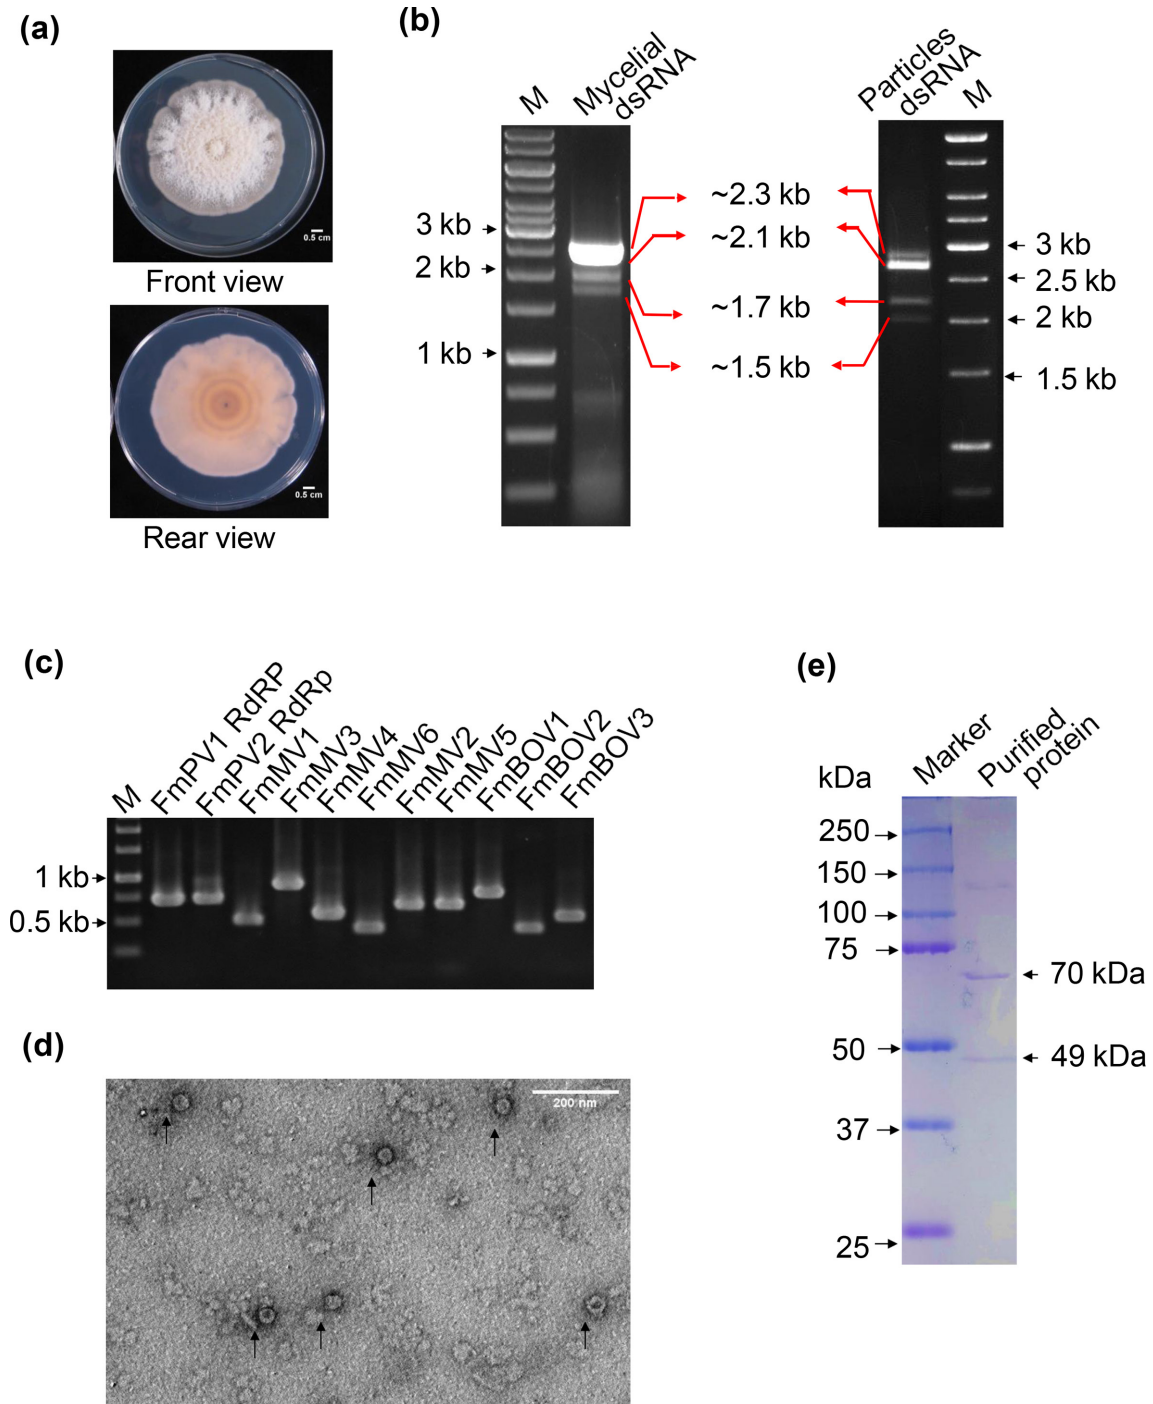 (a)
0.5 cm
Front view
0.5 cm
Rear view
(b)
M
Mycelial
dsRNA
Particles
dsRNA
M
3 kb
2 kb
1 kb
~2.3 kb
~2.1 kb
~1.7 kb
~1.5 kb
3 kb
2.5 kb
2 kb
1.5 kb
(c)
M
FmPV1 RdRP
FmPV2 RdRp
FmMV1
FmMV3
FmMV4
FmMV6
FmMV2
FmMV5
FmBOV1
FmBOV2
FmBOV3
1 kb
0.5 kb
(d)
200 nm
(e)
kDa
Marker
Purified
protein
250
150
100
75
50
37
25
70 kDa
49 kDa